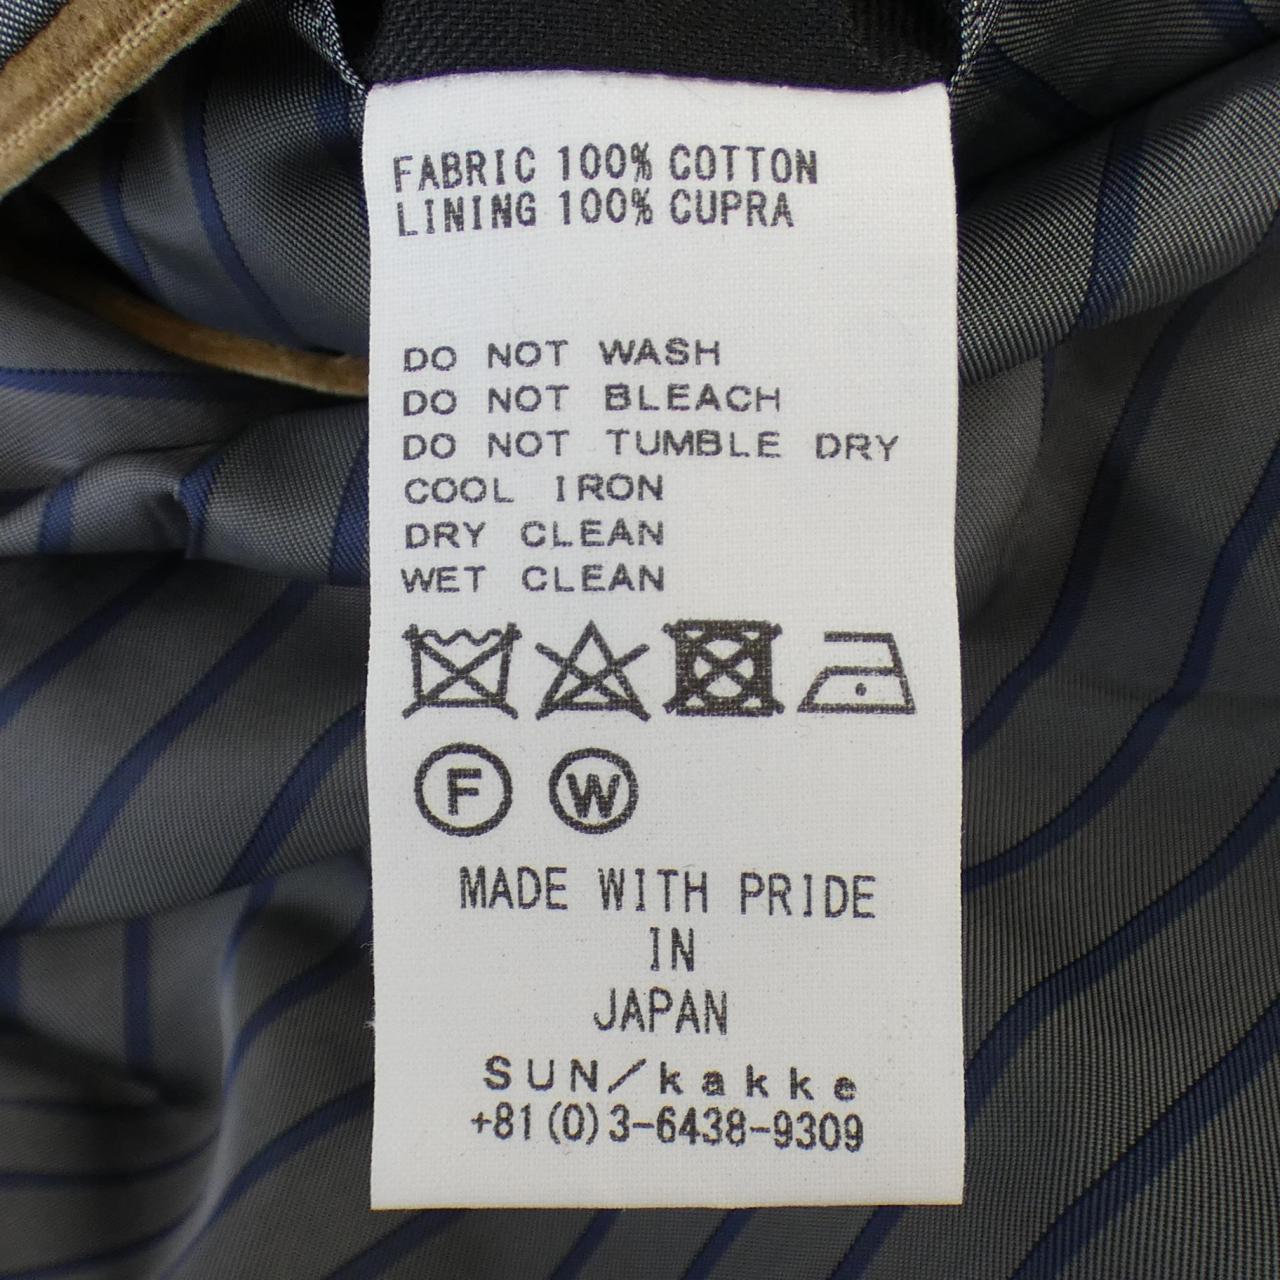 FABRIC 100% COTTON
LINING 100% CUPRA
DO NOT WASH
DO NOT BLEACH
DO NOT TUMBLE DRY
COOL IRON
DRY CLEAN
WET CLEAN
F W
MADE WITH PRIDE
IN
JAPAN
SUN/kakke
+81(0)3-6438-9309